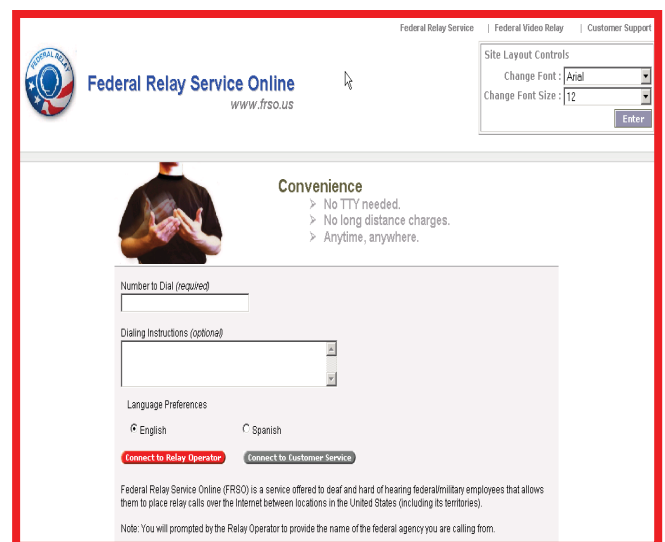 Federal Relay Service | Federal Video Relay | Customer Support
FEDERAL RELAY
Federal Relay Service Online
www.frso.us
Site Layout Controls
Change Font : Arial
Change Font Size : 12
Enter
Convenience
➢ No TTY needed.
➢ No long distance charges.
➢ Anytime, anywhere.
Number to Dial (required)
Dialing Instructions (optional)
Language Preferences
English Spanish
Connect to Relay Operator Connect to Customer Service
Federal Relay Service Online (FRSO) is a service offered to deaf and hard of hearing federal/military employees that allows
them to place relay calls over the Internet between locations in the United States (including its territories).
Note: You will prompted by the Relay Operator to provide the name of the federal agency you are calling from.